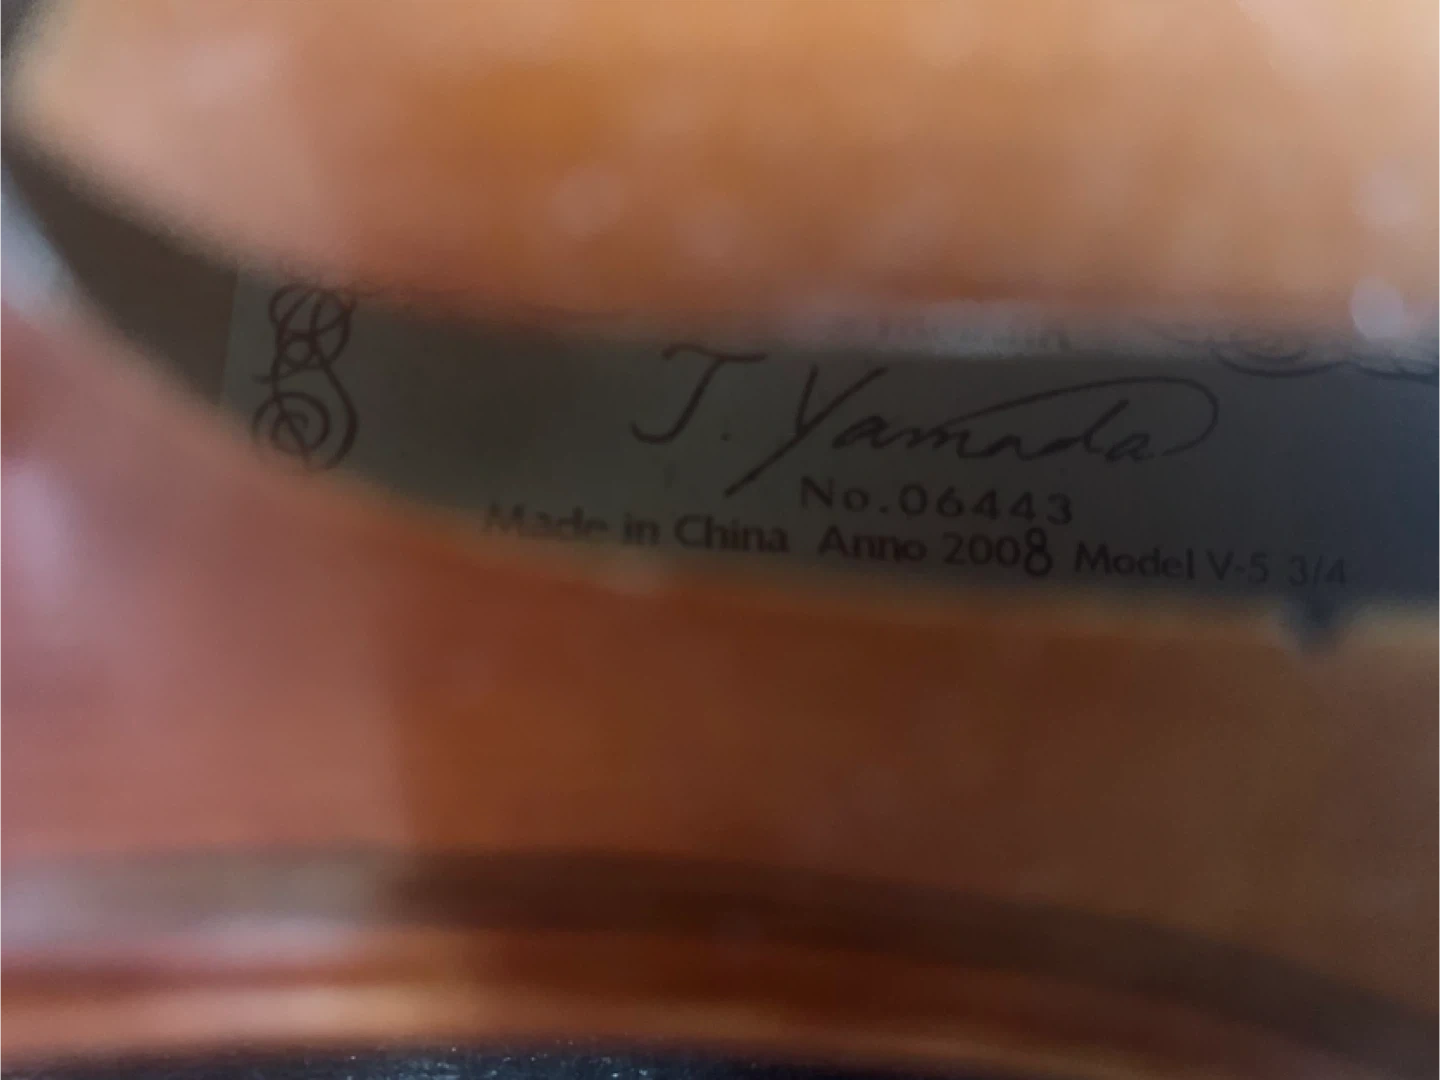 J. Yamada
No.06443
Made in China Anno 2008 Model V-5 3/4